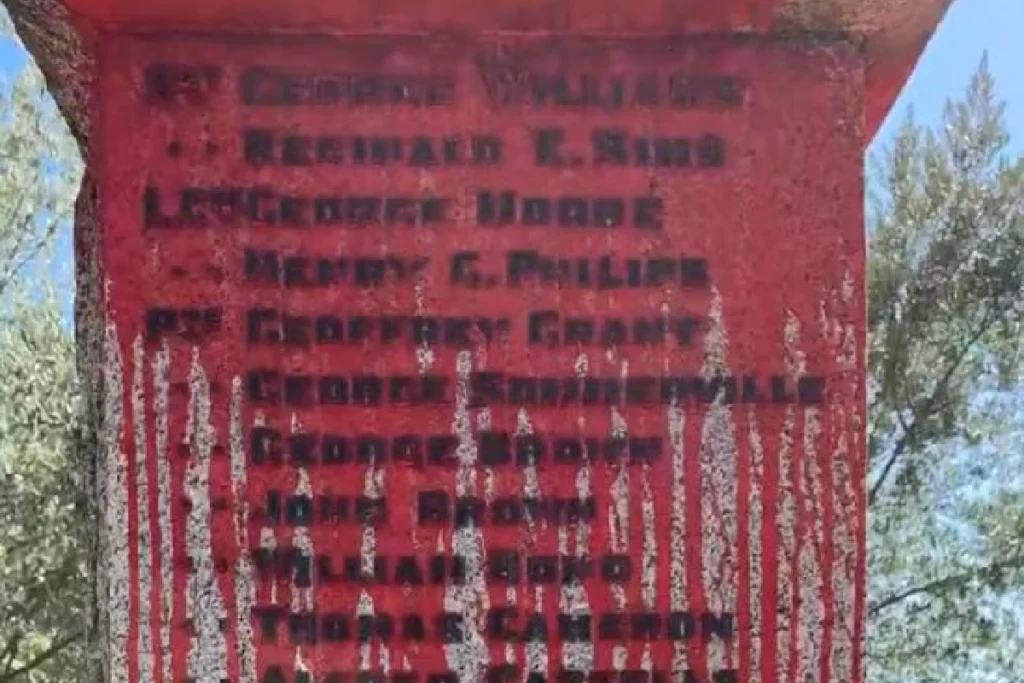 SGT GEORGE WILLIAMS
" " REGINALD E. SIMS
L.CPL GEORGE MOORE
" " HENRY G. PHILIPS
PTE GEOFFREY GRANT
" GEORGE SOMMERVILLE
" GEORGE BROWN
" JOHN BROWN
" WILLIAM BOND
" THOMAS CAMERON
ALFRED